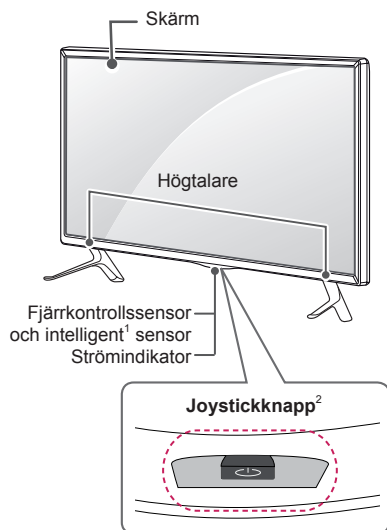 Skärm
Högtalare
Fjärrkontrollssensor
och intelligent¹ sensor
Strömindikator
Joystickknapp²